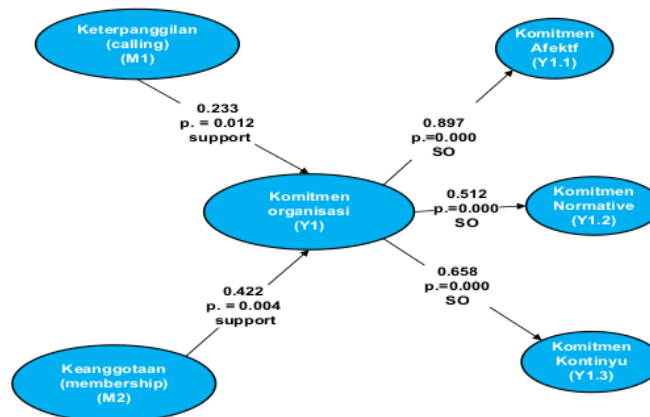 Keterpanggilan
(calling)
(M1)
Komitmen
Afektf
(Y1.1)
0.233
p. = 0.012
support
0.897
p.=0.000
SO
Komitmen
organisasi
(Y1)
0.512
p.=0.000
SO
Komitmen
Normative
(Y1.2)
0.422
p. = 0.004
support
0.658
p.=0.000
SO
Keanggotaan
(membership)
(M2)
Komitmen
Kontinyu
(Y1.3)